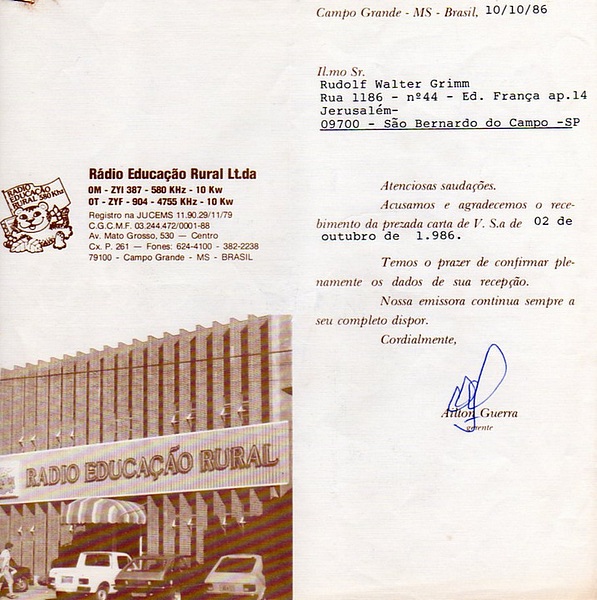 Campo Grande - MS - Brasil, 10/10/86
Il.mo Sr.
Rudolf Walter Grimm
Rua 1186 - nº44 - Ed. França ap.14
Jerusalém-
09700 - São Bernardo do Campo -SP
RADIO
EDUCAÇÃO
RURAL 580 KHz
Rádio Educação Rural Lt.da
OM - ZYI 387 - 580 KHz - 10 Kw
OT - ZYF - 904 - 4755 KHz - 10 Kw
Registro na JUCEMS 11.90.29/11/79
C.G.C.M.F. 03.244.472/0001-88
Av. Mato Grosso, 530 — Centro
Cx. P. 261 — Fones: 624-4100 - 382-2238
79100 - Campo Grande - MS - BRASIL
Atenciosas saudações.
Acusamos e agradecemos o rece-
bimento da prezada carta de V. S.a de 02 de
outubro de 1.986.
Temos o prazer de confirmar ple-
namente os dados de sua recepção.
Nossa emissora continua sempre a
seu completo dispor.
Cordialmente,
Ailton Guerra
gerente
RADIO EDUCAÇÃO RURAL